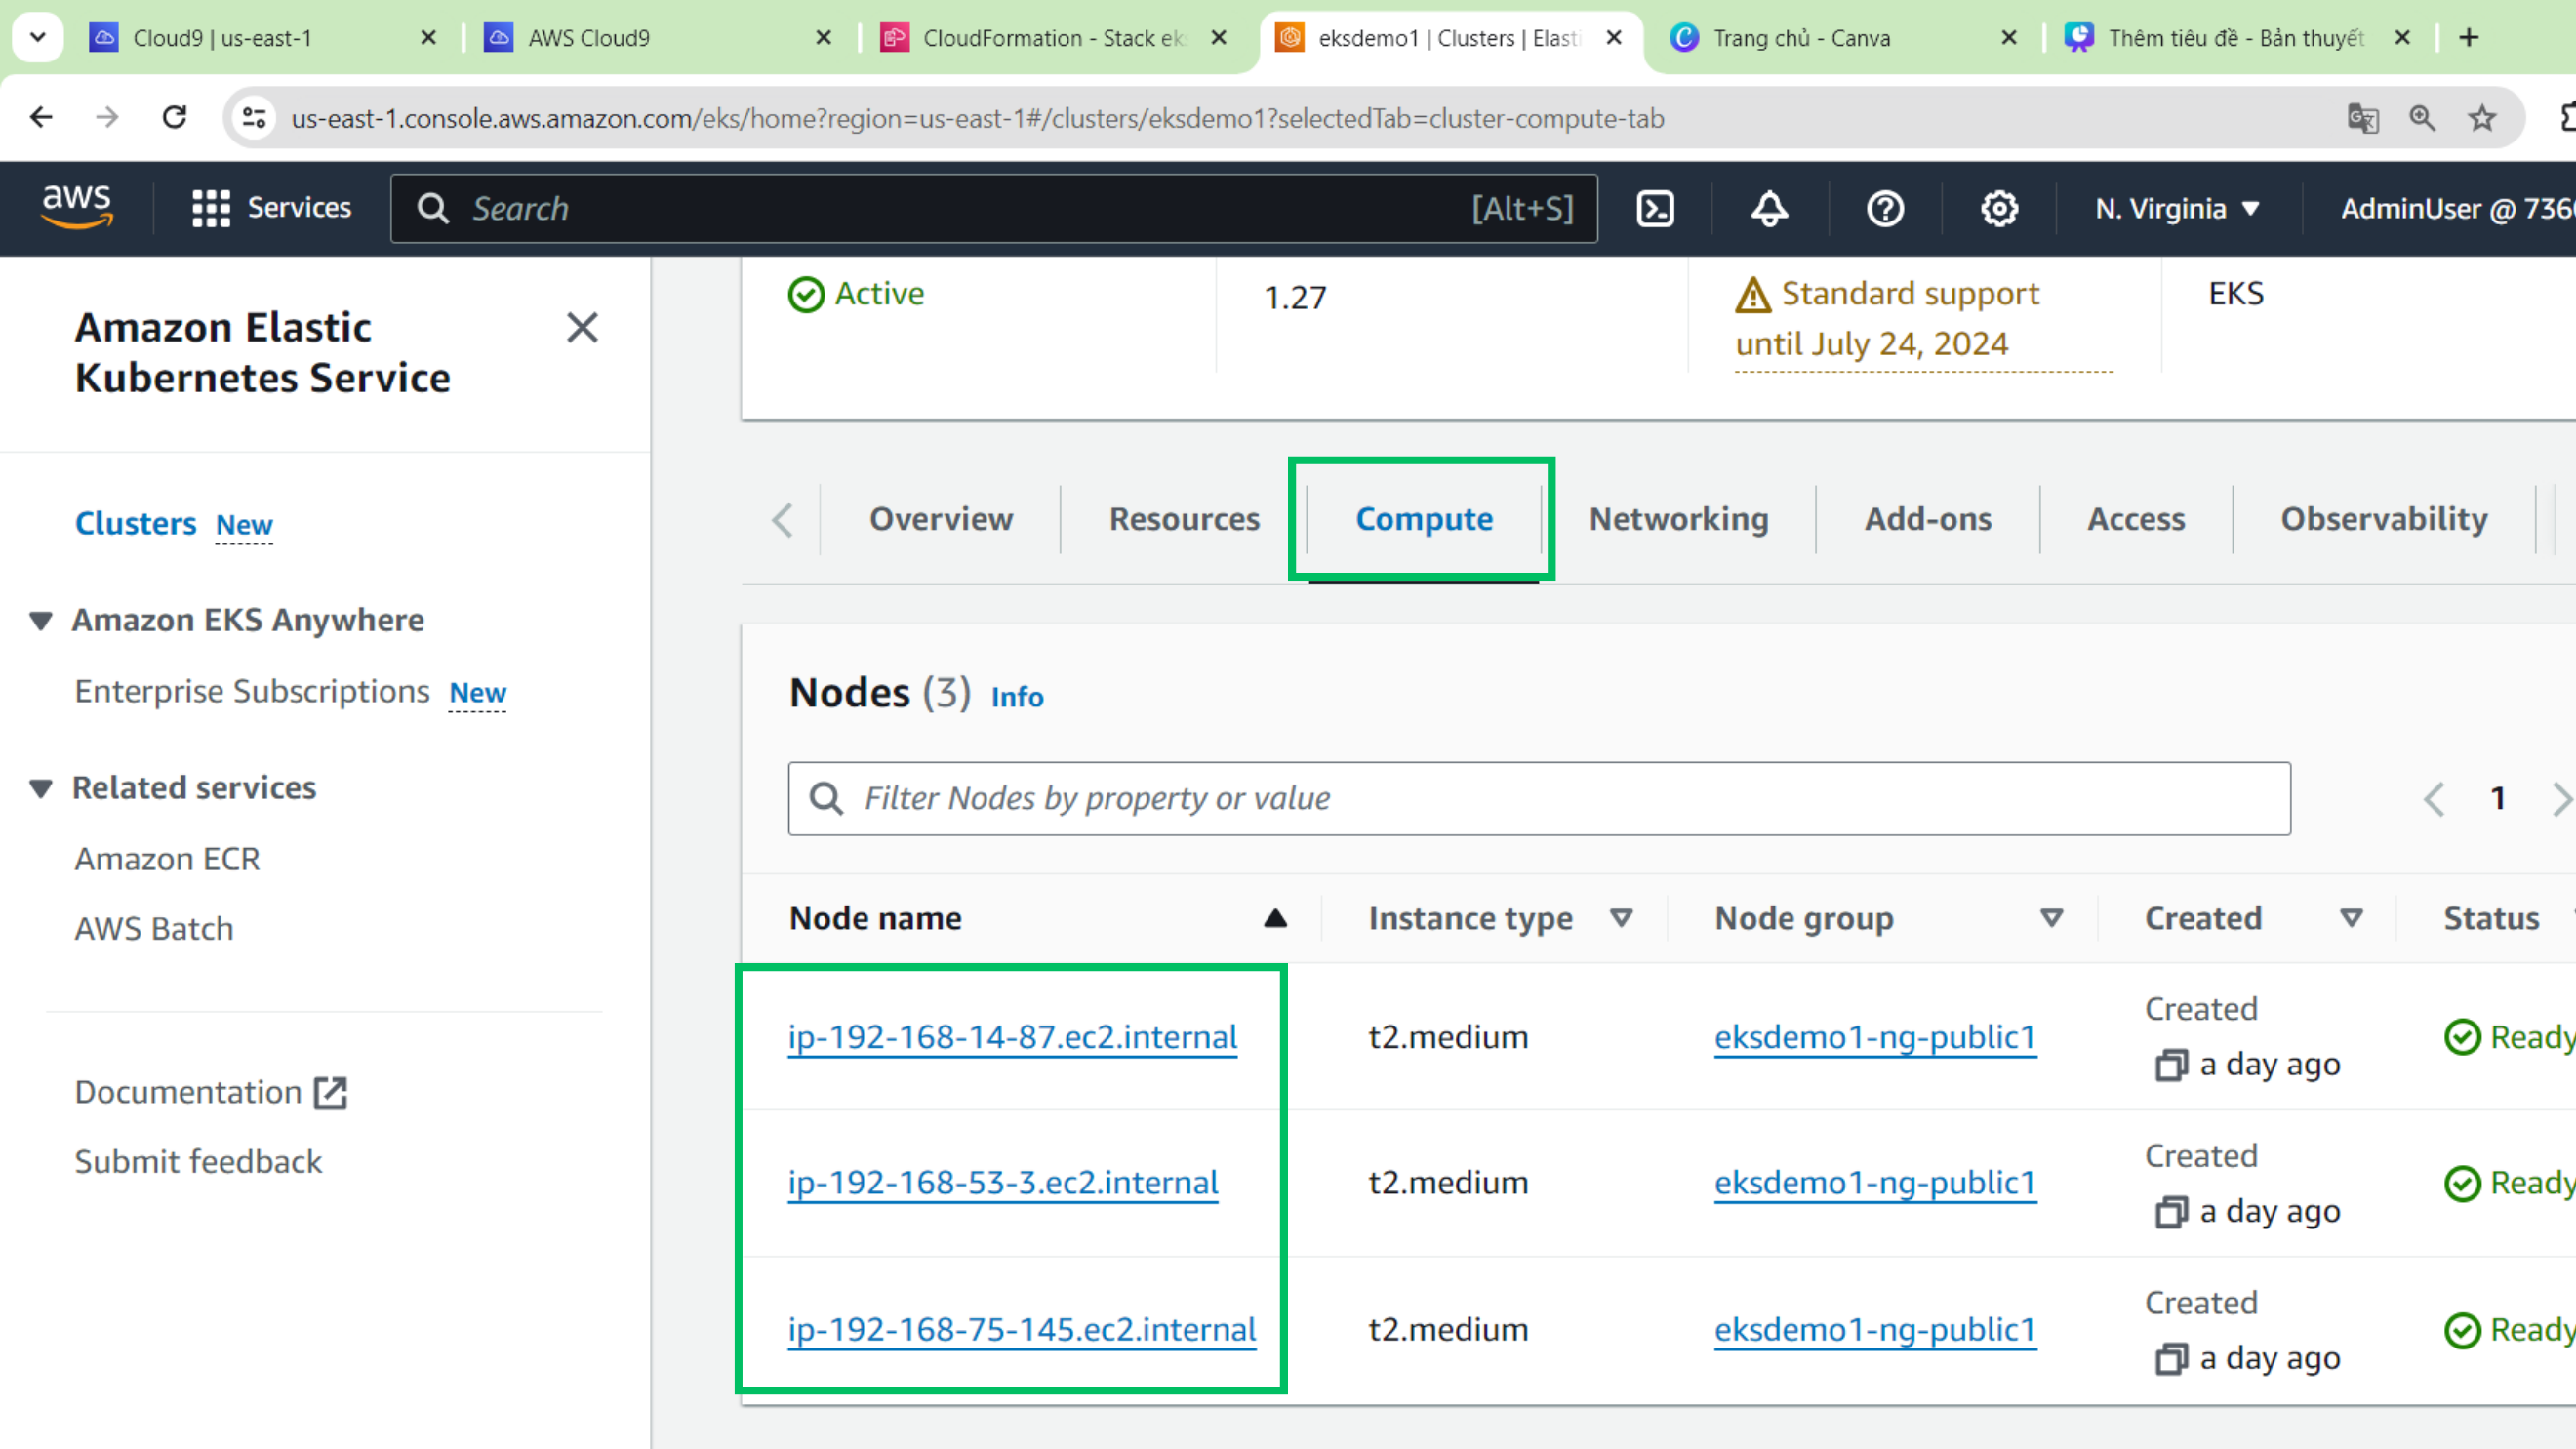 Cloud9 | us-east-1
AWS Cloud9
CloudFormation - Stack eks
eksdemo1 | Clusters | Elasti
Trang chủ - Canva
Thêm tiêu đề - Bản thuyết
us-east-1.console.aws.amazon.com/eks/home?region=us-east-1#/clusters/eksdemo1?selectedTab=cluster-compute-tab
aws
Services
Search
[Alt+S]
N. Virginia
AdminUser @ 736
Amazon Elastic
Kubernetes Service
Clusters New
Amazon EKS Anywhere
Enterprise Subscriptions New
Related services
Amazon ECR
AWS Batch
Documentation
Submit feedback
Active
1.27
Standard support
until July 24, 2024
EKS
Overview
Resources
Compute
Networking
Add-ons
Access
Observability
Nodes (3) Info
Filter Nodes by property or value
1
Node name
Instance type
Node group
Created
Status
ip-192-168-14-87.ec2.internal
t2.medium
eksdemo1-ng-public1
Created
a day ago
Ready
ip-192-168-53-3.ec2.internal
t2.medium
eksdemo1-ng-public1
Created
a day ago
Ready
ip-192-168-75-145.ec2.internal
t2.medium
eksdemo1-ng-public1
Created
a day ago
Ready